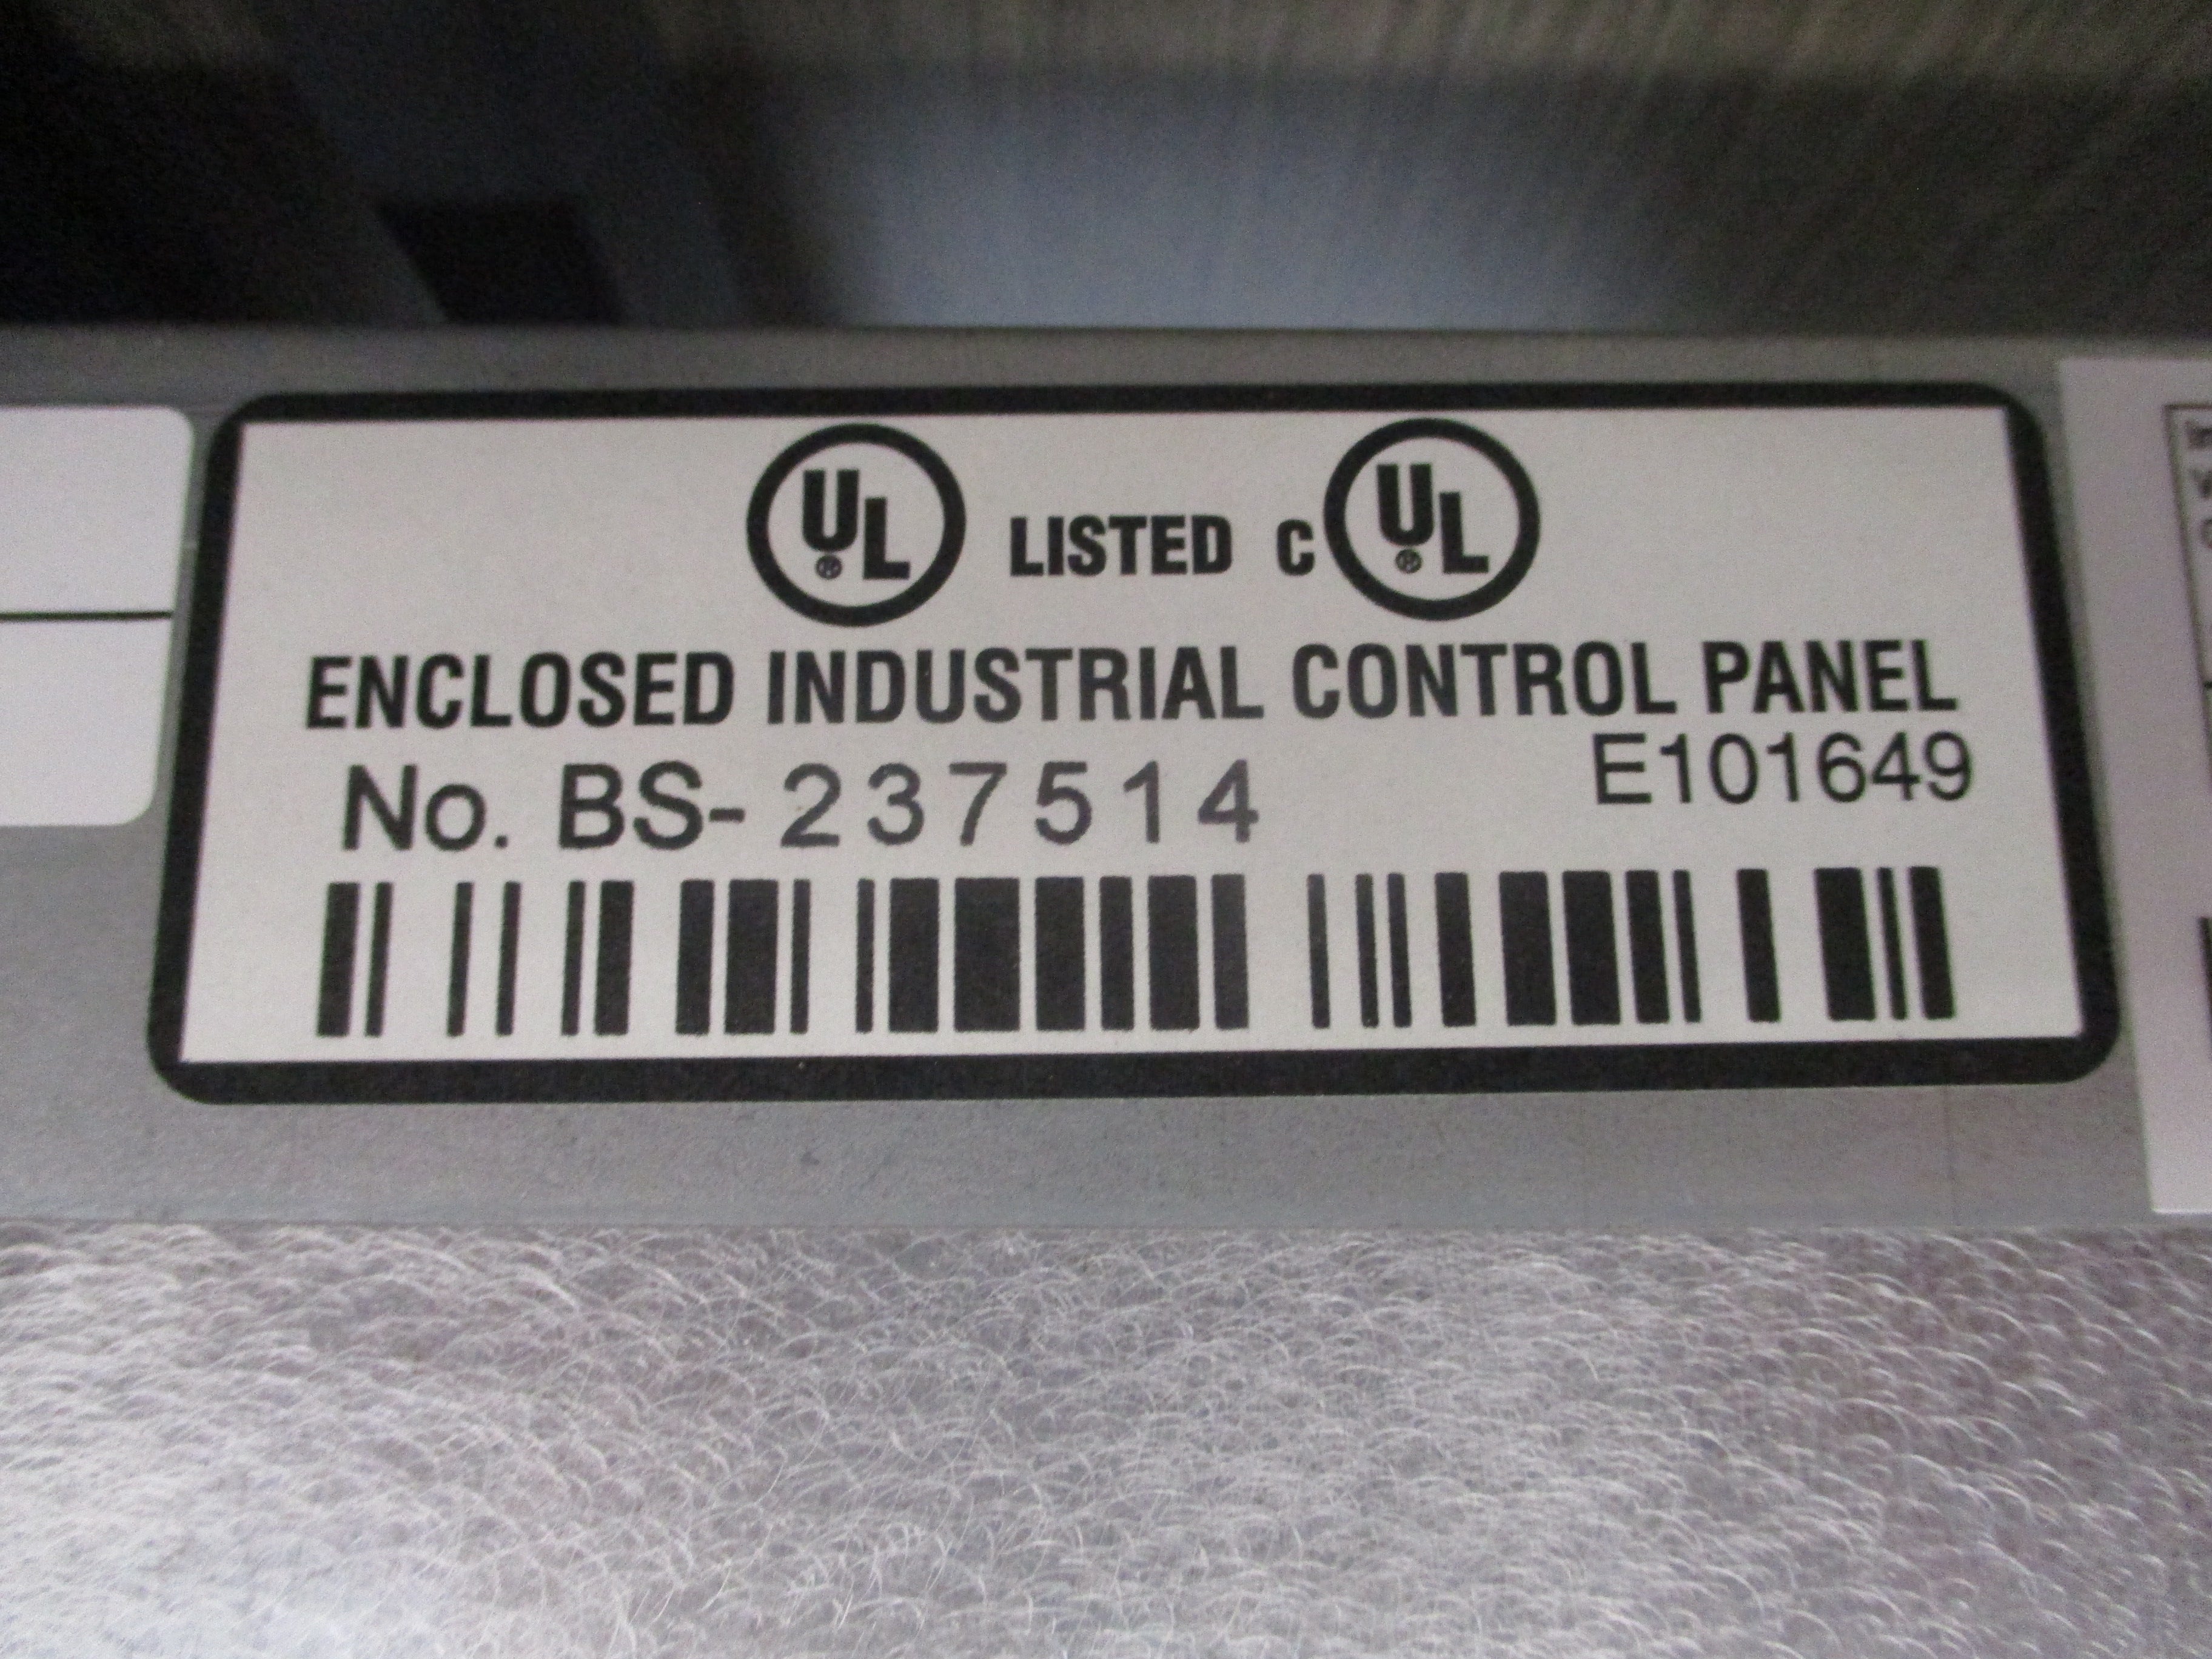 UL® LISTED C UL®
ENCLOSED INDUSTRIAL CONTROL PANEL
E101649
No. BS-237514